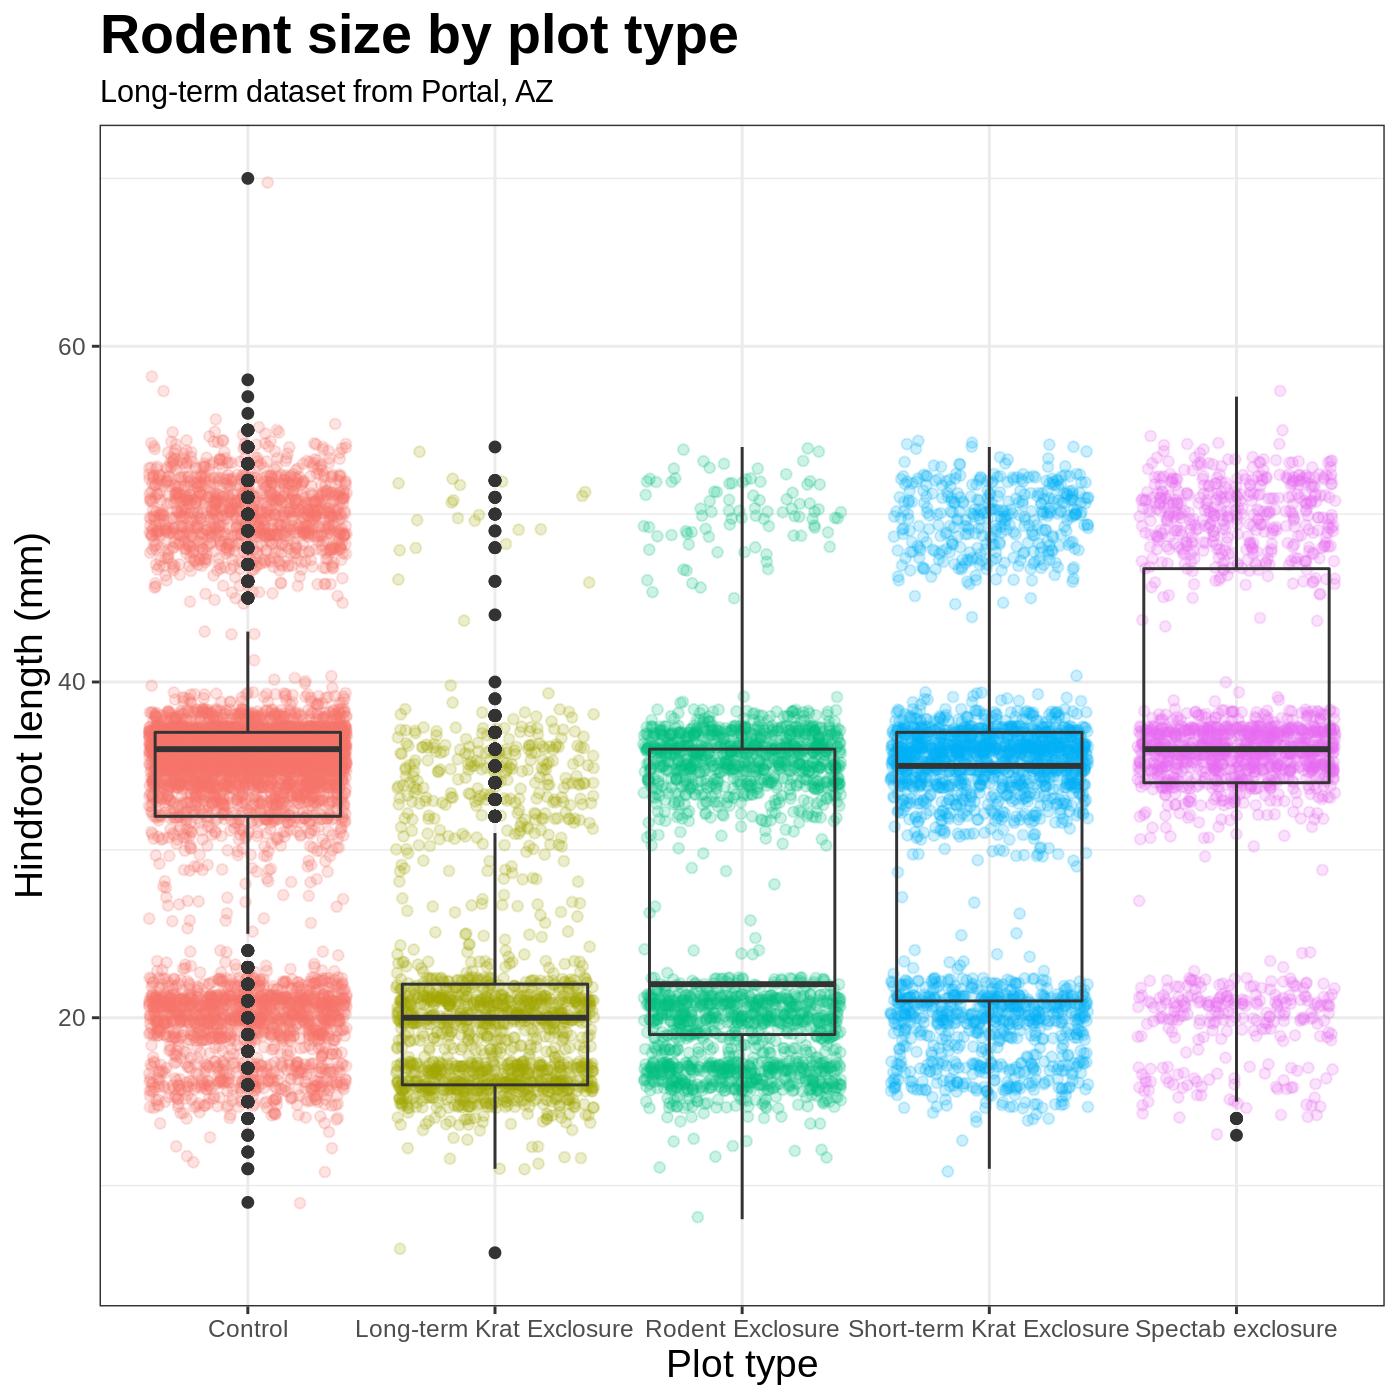 Rodent size by plot type
Long-term dataset from Portal, AZ
Hindfoot length (mm)
60
40
20
Control
Long-term Krat Exclosure
Rodent Exclosure
Short-term Krat Exclosure
Spectab exclosure
Plot type